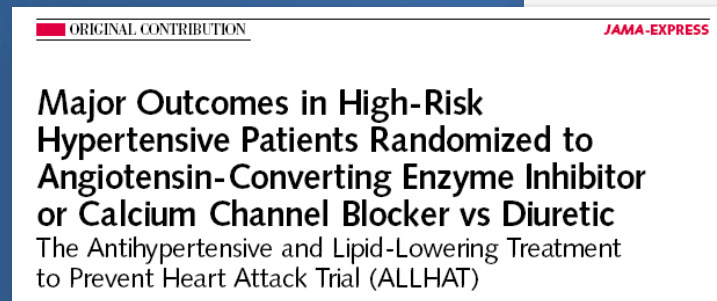 ORIGINAL CONTRIBUTION
JAMA-EXPRESS
Major Outcomes in High-Risk
Hypertensive Patients Randomized to
Angiotensin-Converting Enzyme Inhibitor
or Calcium Channel Blocker vs Diuretic
The Antihypertensive and Lipid-Lowering Treatment
to Prevent Heart Attack Trial (ALLHAT)